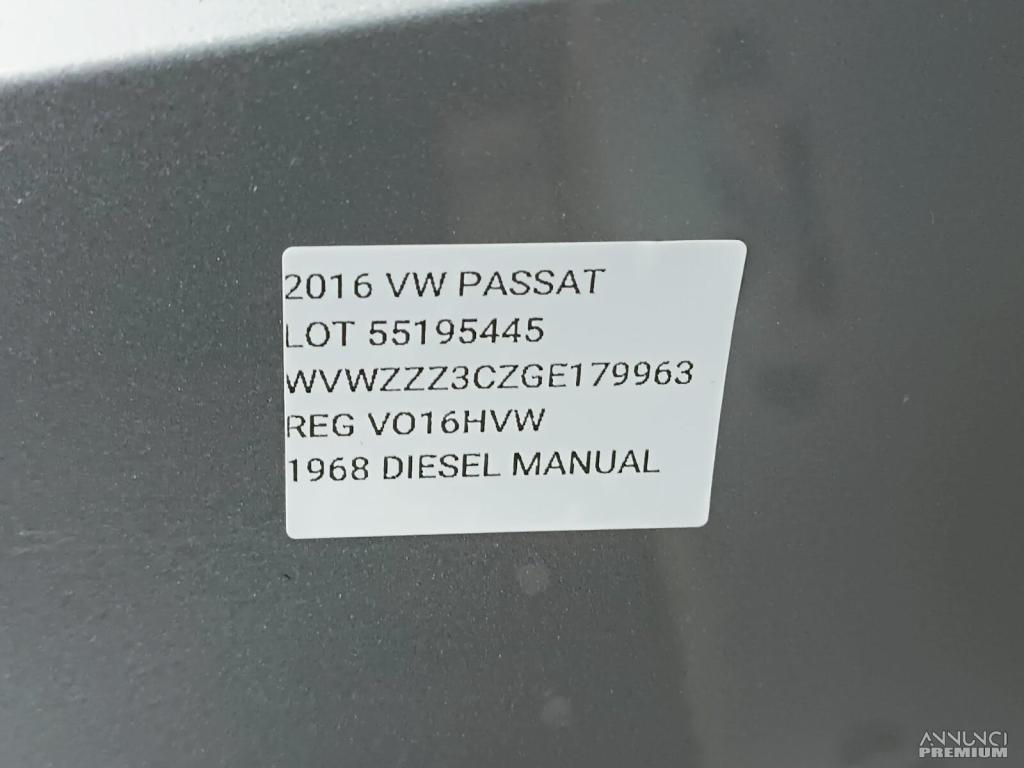 2016 VW PASSAT
LOT 55195445
WVWZZZ3CZGE179963
REG VO16HVW
1968 DIESEL MANUAL
ANNUNCI
PREMIUM